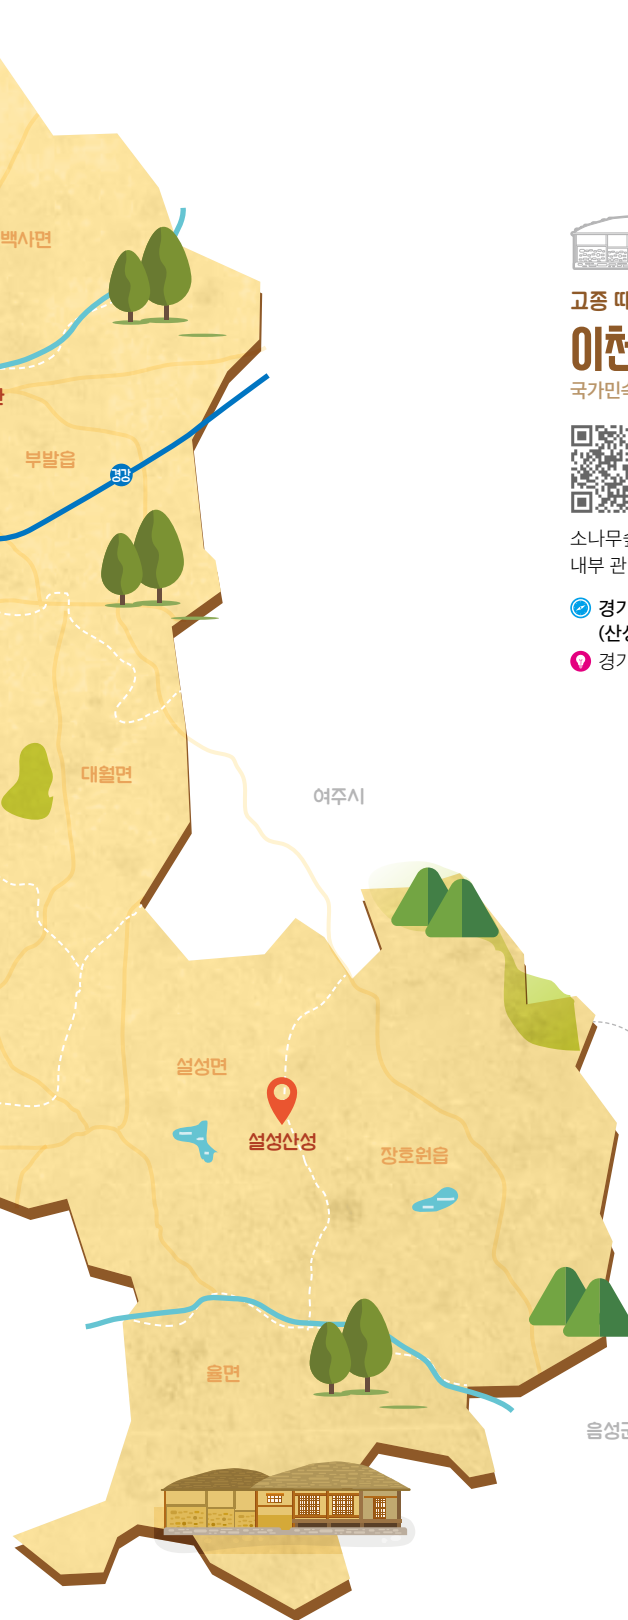 백사면
고종
이천
국가민속
부발읍
경강
소나무숲
내부 관
경기
(산성
경기
대월면
여주시
설성면
설성산성
장호원읍
율면
음성군